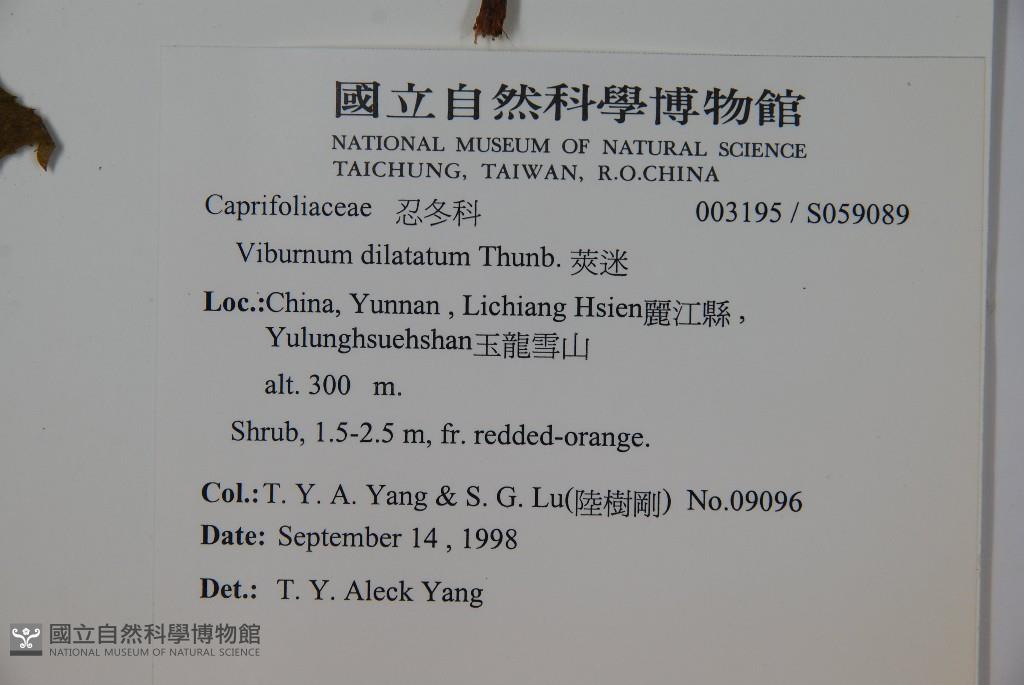 國立自然科學博物館
NATIONAL MUSEUM OF NATURAL SCIENCE
TAICHUNG, TAIWAN, R.O.CHINA
Caprifoliaceae 忍冬科 003195 / S059089
Viburnum dilatatum Thunb. 莢迷
Loc.:China, Yunnan , Lichiang Hsien麗江縣 ,
Yulunghsuehshan玉龍雪山
alt. 300 m.
Shrub, 1.5-2.5 m, fr. redded-orange.
Col.:T. Y. A. Yang & S. G. Lu(陸樹剛) No.09096
Date: September 14 , 1998
Det.: T. Y. Aleck Yang
國立自然科學博物館
NATIONAL MUSEUM OF NATURAL SCIENCE